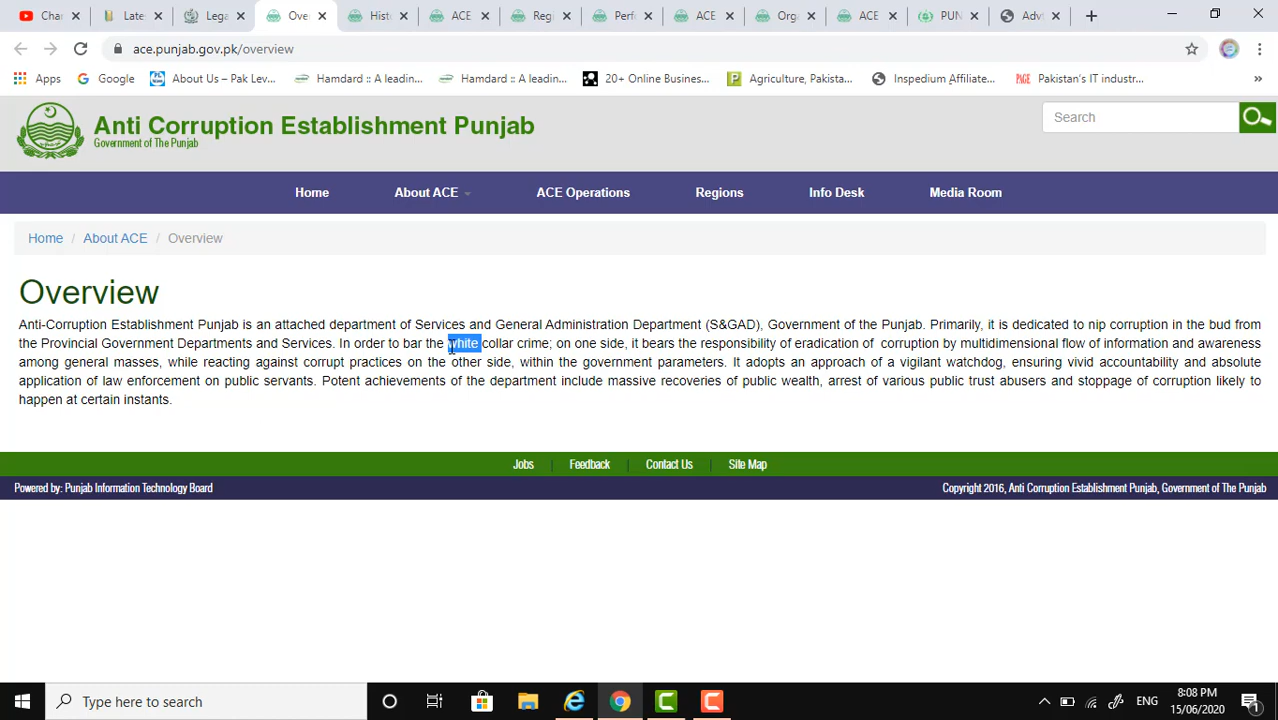 Char
Late
Lega
Ove
Hist
ACE
Regi
Perf
ACE
Orga
ACE
PUN
Adv
ace.punjab.gov.pk/overview
Apps
Google
About Us – Pak Lev...
Hamdard :: A leadin...
Hamdard :: A leadin...
20+ Online Busines...
Agriculture, Pakista...
Inspedium Affiliate...
PAGE
Pakistan's IT industr...
»
Anti Corruption Establishment Punjab
Government of The Punjab
Search
Home
About ACE
ACE Operations
Regions
Info Desk
Media Room
Home / About ACE / Overview
Overview
Anti-Corruption Establishment Punjab is an attached department of Services and General Administration Department (S&GAD), Government of the Punjab. Primarily, it is dedicated to nip corruption in the bud from
the Provincial Government Departments and Services. In order to bar the white collar crime; on one side, it bears the responsibility of eradication of corruption by multidimensional flow of information and awareness
among general masses, while reacting against corrupt practices on the other side, within the government parameters. It adopts an approach of a vigilant watchdog, ensuring vivid accountability and absolute
application of law enforcement on public servants. Potent achievements of the department include massive recoveries of public wealth, arrest of various public trust abusers and stoppage of corruption likely to
happen at certain instants.
Jobs | Feedback | Contact Us | Site Map
Powered by: Punjab Information Technology Board
Copyright 2016, Anti Corruption Establishment Punjab, Government of The Punjab
Type here to search
ENG
8:08 PM
15/06/2020